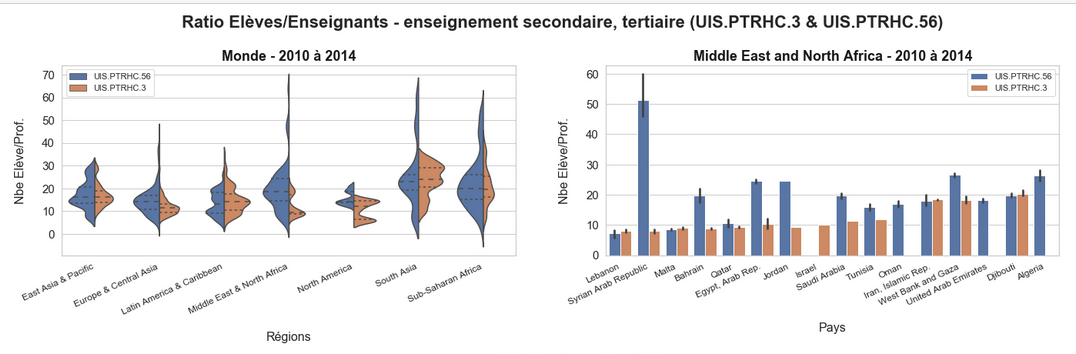 Ratio Elèves/Enseignants - enseignement secondaire, tertiaire (UIS.PTRHC.3 & UIS.PTRHC.56)
Monde - 2010 à 2014
70
60
50
40
30
20
10
0
Nbe Elève/Prof.
UIS.PTRHC.56
UIS.PTRHC.3
East Asia & Pacific
Europe & Central Asia
Latin America & Caribbean
Middle East & North Africa
North America
South Asia
Sub-Saharan Africa
Régions
Middle East and North Africa - 2010 à 2014
60
50
40
30
20
10
0
Nbe Elève/Prof.
UIS.PTRHC.56
UIS.PTRHC.3
Lebanon
Syrian Arab Republic
Malta
Bahrain
Qatar
Egypt, Arab Rep.
Jordan
Israel
Saudi Arabia
Tunisia
Oman
Iran, Islamic Rep.
West Bank and Gaza
United Arab Emirates
Djibouti
Algeria
Pays